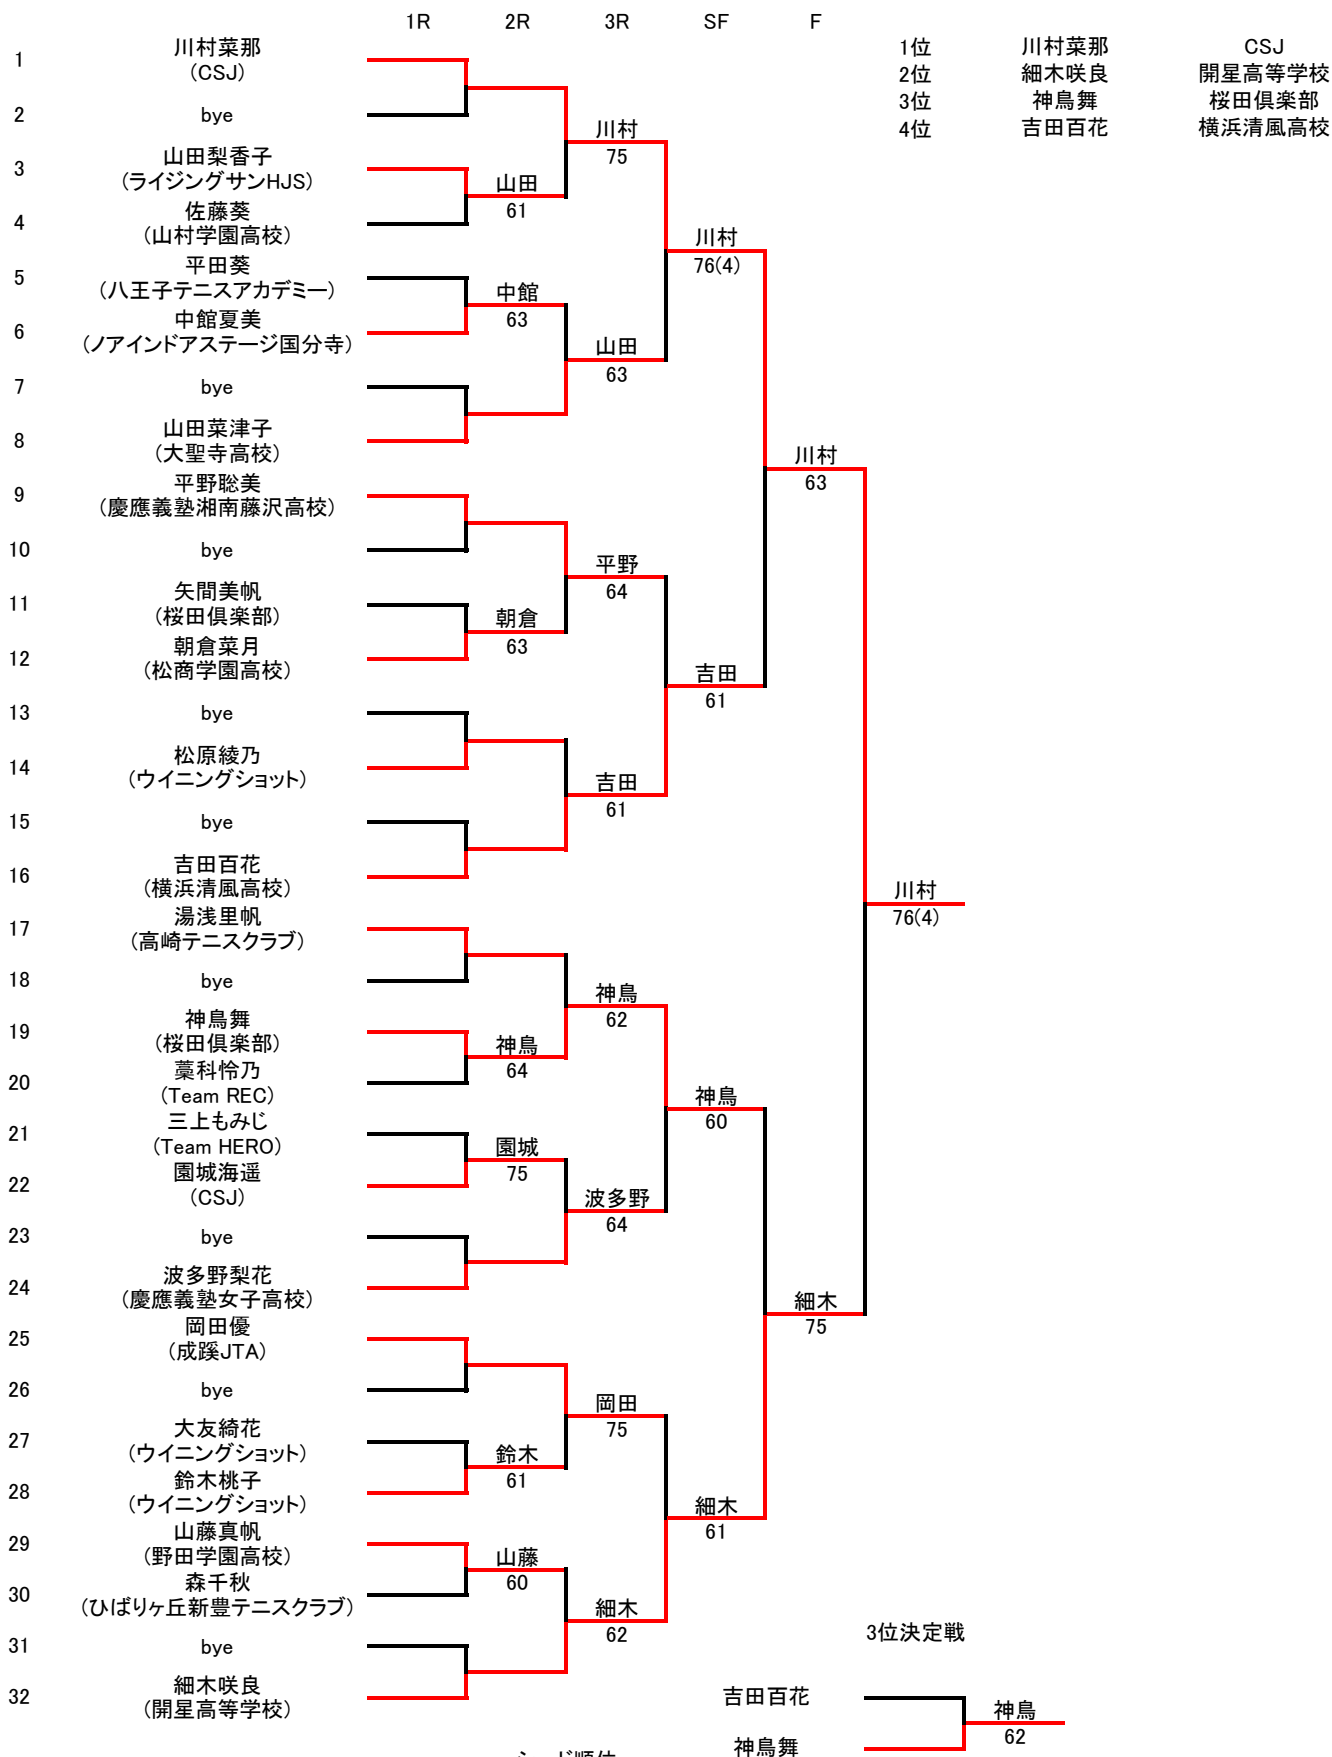 1R 2R 3R SF F
1位 川村菜那 CSJ
2位 細木咲良 開星高等学校
3位 神鳥舞 桜田倶楽部
4位 吉田百花 横浜清風高校
1 川村菜那
(CSJ)
2 bye
川村
75
3 山田梨香子
(ライジングサンHJS)
山田
61
4 佐藤葵
(山村学園高校)
川村
76(4)
5 平田葵
(八王子テニスアカデミー)
中館
63
6 中館夏美
(ノアインドアステージ国分寺)
山田
63
7 bye
8 山田菜津子
(大聖寺高校)
川村
63
9 平野聡美
(慶應義塾湘南藤沢高校)
10 bye
平野
64
11 矢間美帆
(桜田倶楽部)
朝倉
63
12 朝倉菜月
(松商学園高校)
吉田
61
13 bye
14 松原綾乃
(ウイニングショット)
吉田
61
15 bye
16 吉田百花
(横浜清風高校)
川村
76(4)
17 湯浅里帆
(高崎テニスクラブ)
18 bye
神鳥
62
19 神鳥舞
(桜田倶楽部)
神鳥
64
20 藁科怜乃
(Team REC)
神鳥
60
21 三上もみじ
(Team HERO)
園城
75
22 園城海遥
(CSJ)
波多野
64
23 bye
24 波多野梨花
(慶應義塾女子高校)
細木
75
25 岡田優
(成蹊JTA)
26 bye
岡田
75
27 大友綺花
(ウイニングショット)
鈴木
61
28 鈴木桃子
(ウイニングショット)
細木
61
29 山藤真帆
(野田学園高校)
山藤
60
30 森千秋
(ひばりヶ丘新豊テニスクラブ)
細木
62
31 bye
32 細木咲良
(開星高等学校)
3位決定戦
吉田百花
神鳥
62
神鳥舞
シード順位